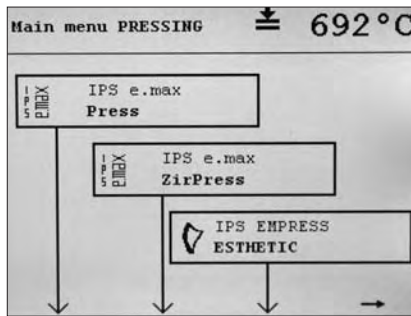 Main menu PRESSING 692°C
IPS e.max
IPS e.max
Press
IPS e.max
IPS e.max
ZirPress
IPS EMPRESS
ESTHETIC